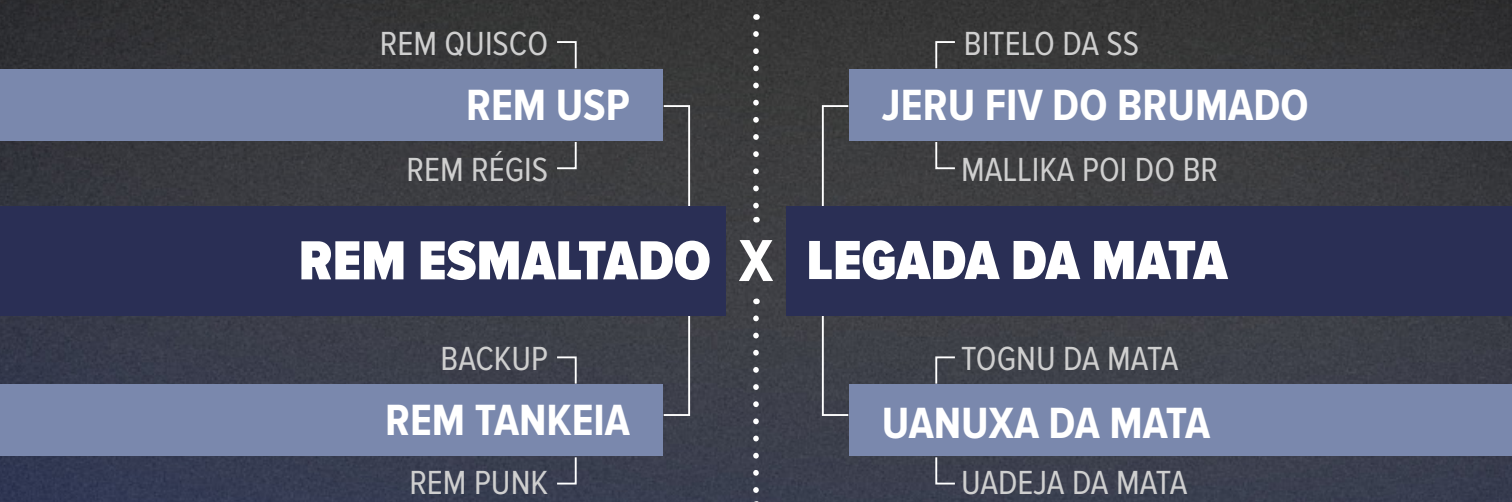 REM QUISCO
REM USP
REM RÉGIS
REM ESMALTADO
BACKUP
REM TANKEIA
REM PUNK
X
BITELO DA SS
JERU FIV DO BRUMADO
MALLIKA POI DO BR
LEGADA DA MATA
TOGNU DA MATA
UANUXA DA MATA
UADEJA DA MATA